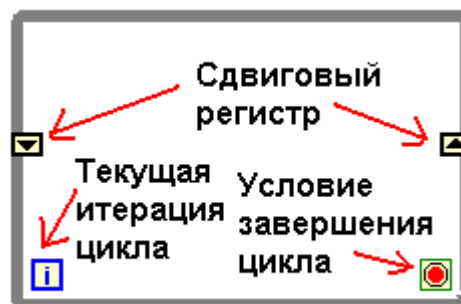 Сдвиговый
регистр
Текущая
итерация
цикла
Условие
завершения
цикла
i